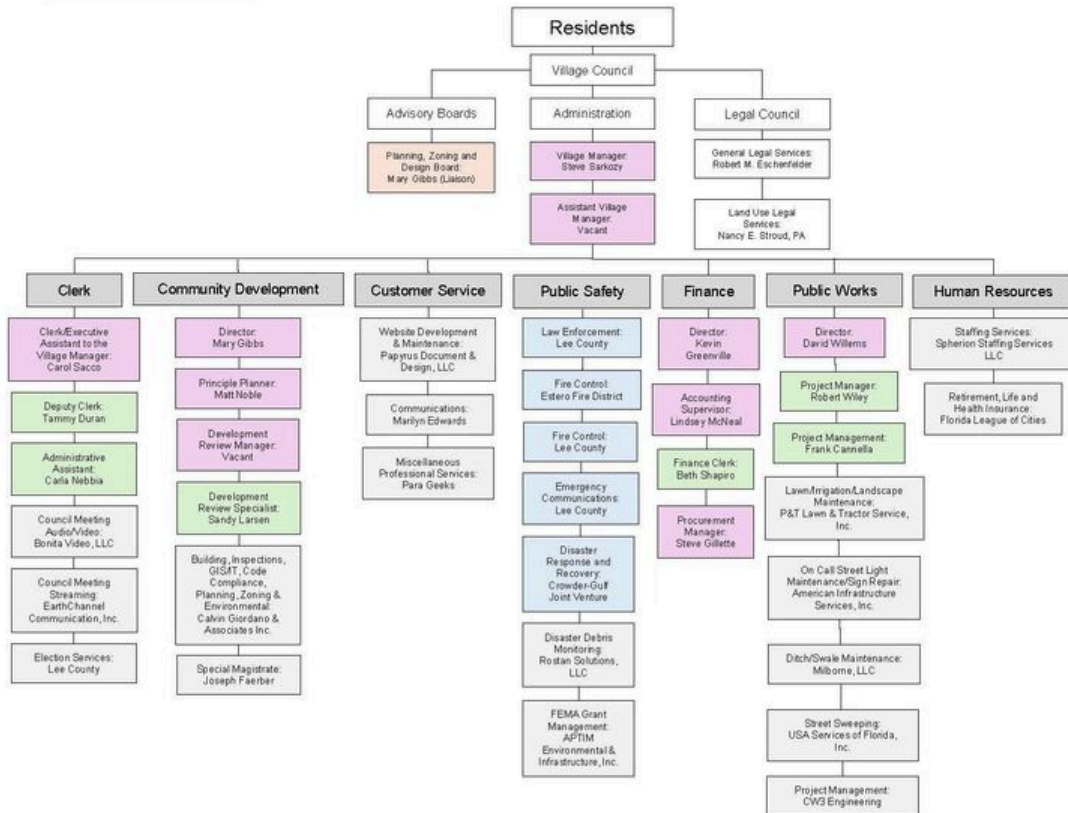 Residents
Village Council
Advisory Boards
Administration
Legal Council
Planning, Zoning and
Design Board:
Mary Gibbs (Liaison)
Village Manager:
Steve Sarkozy
General Legal Services:
Robert M. Eschenfelder
Assistant Village
Manager:
Vacant
Land Use Legal
Services:
Nancy E. Stroud, PA
Clerk
Clerk/Executive
Assistant to the
Village Manager:
Carol Sacco
Deputy Clerk:
Tammy Duran
Administrative
Assistant:
Carla Nebbia
Council Meeting
Audio/Video:
Bonita Video, LLC
Council Meeting
Streaming:
EarthChannel
Communication, Inc.
Election Services:
Lee County
Community Development
Director:
Mary Gibbs
Principle Planner:
Matt Noble
Development
Review Manager:
Vacant
Development
Review Specialist:
Sandy Larsen
Building, Inspections,
GIS/IT, Code
Compliance,
Planning, Zoning &
Environmental:
Calvin Giordano &
Associates Inc.
Special Magistrate:
Joseph Faerber
Customer Service
Website Development
& Maintenance:
Papyrus Document &
Design, LLC
Communications:
Marilyn Edwards
Miscellaneous
Professional Services:
Para Geeks
Public Safety
Law Enforcement:
Lee County
Fire Control:
Estero Fire District
Fire Control:
Lee County
Emergency
Communications:
Lee County
Disaster
Response and
Recovery:
Crowder-Gulf
Joint Venture
Disaster Debris
Monitoring:
Rostan Solutions,
LLC
FEMA Grant
Management:
APTIM
Environmental &
Infrastructure, Inc.
Finance
Director:
Kevin
Greenville
Accounting
Supervisor:
Lindsey McNeal
Finance Clerk:
Beth Shapiro
Procurement
Manager:
Steve Gillette
Public Works
Director:
David Willems
Project Manager:
Robert Wiley
Project Management:
Frank Cannella
Lawn/Irrigation/Landscape
Maintenance:
P&T Lawn & Tractor Service,
Inc.
On Call Street Light
Maintenance/Sign Repair:
American Infrastructure
Services, Inc.
Ditch/Swale Maintenance:
Milborne, LLC
Street Sweeping:
USA Services of Florida,
Inc.
Project Management:
CW3 Engineering
Human Resources
Staffing Services:
Spherion Staffing Services
LLC
Retirement, Life and
Health Insurance:
Florida League of Cities